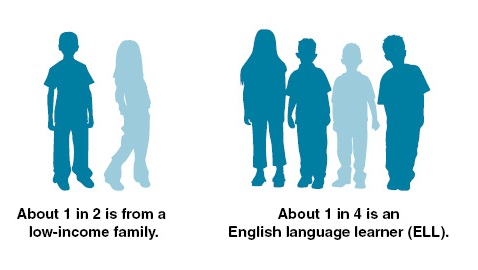 About 1 in 2 is from a
low-income family.
About 1 in 4 is an
English language learner (ELL).